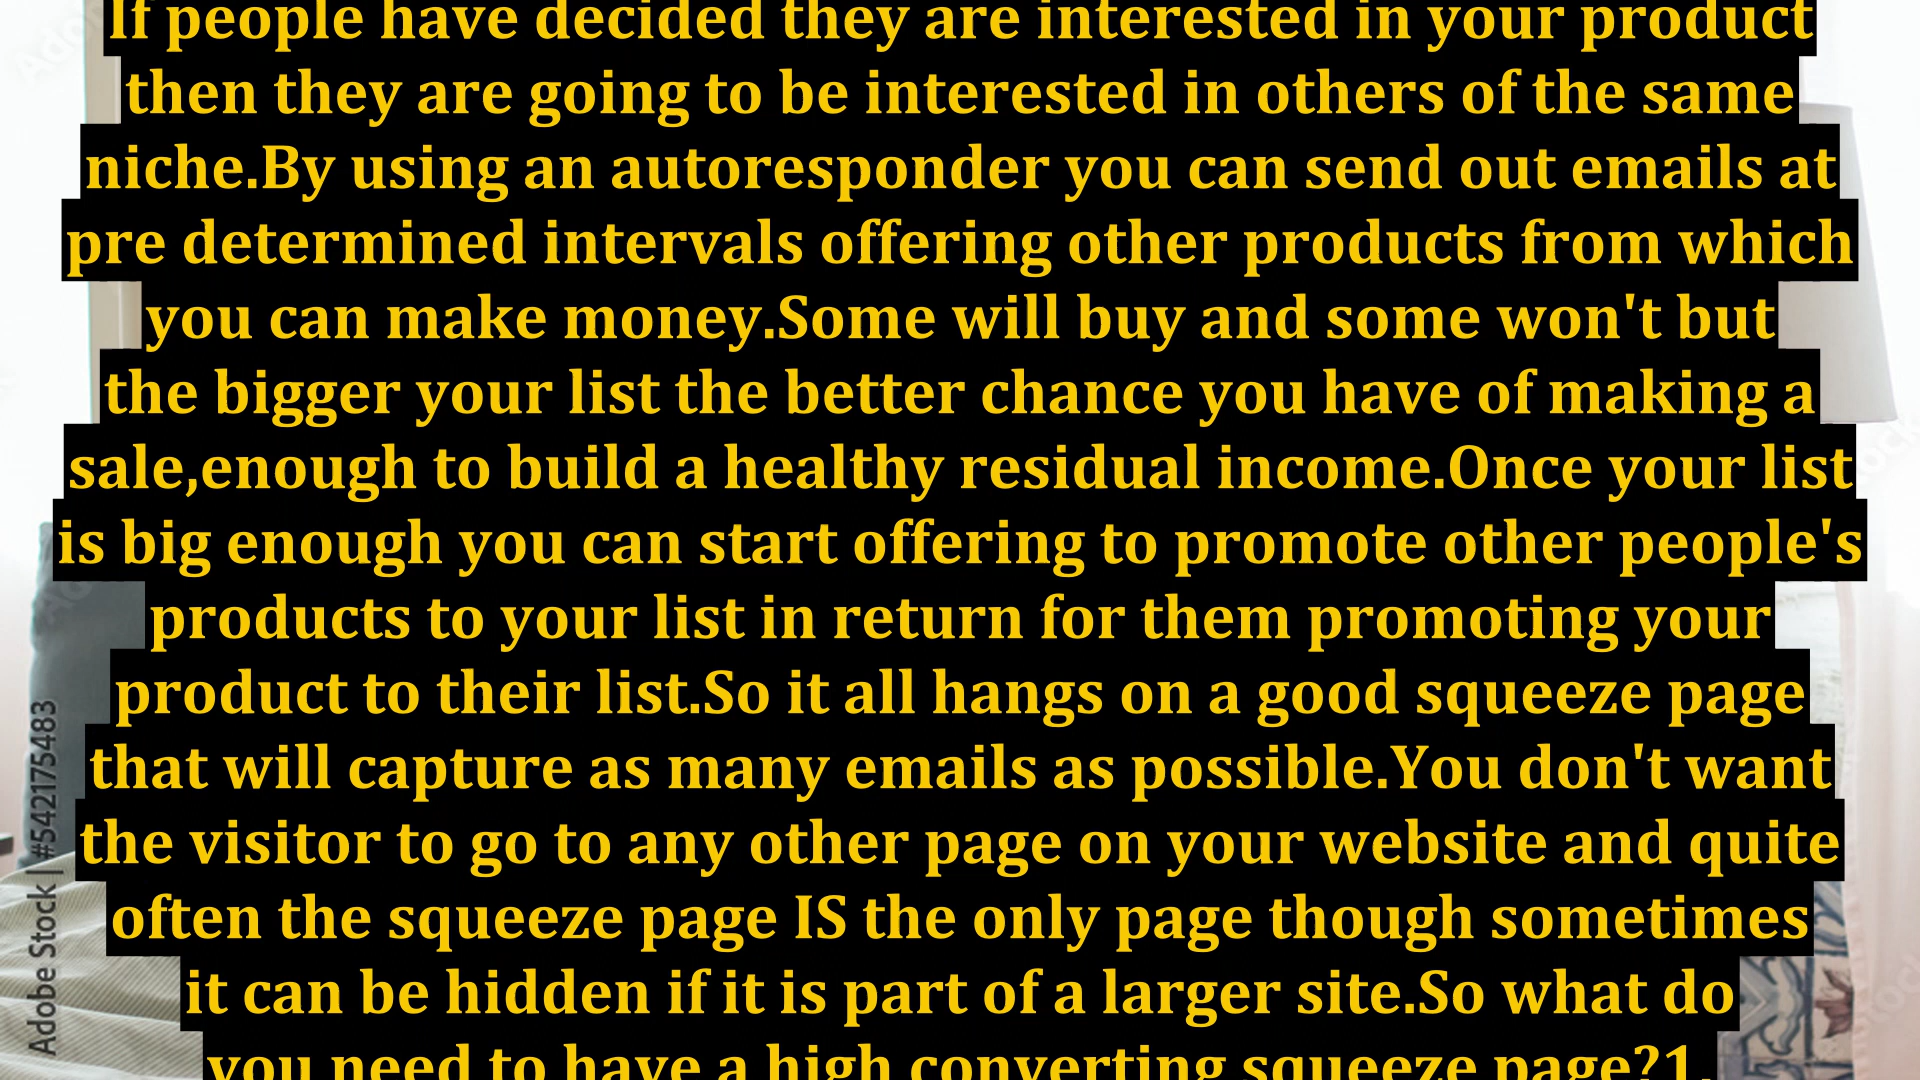 If people have decided they are interested in your product
then they are going to be interested in others of the same
niche.By using an autoresponder you can send out emails at
pre determined intervals offering other products from which
you can make money.Some will buy and some won't but
the bigger your list the better chance you have of making a
sale,enough to build a healthy residual income.Once your list
is big enough you can start offering to promote other people's
products to your list in return for them promoting your
product to their list.So it all hangs on a good squeeze page
that will capture as many emails as possible.You don't want
the visitor to go to any other page on your website and quite
often the squeeze page IS the only page though sometimes
it can be hidden if it is part of a larger site.So what do
you need to have a high converting squeeze page?1.
Adobe Stock | #542175483